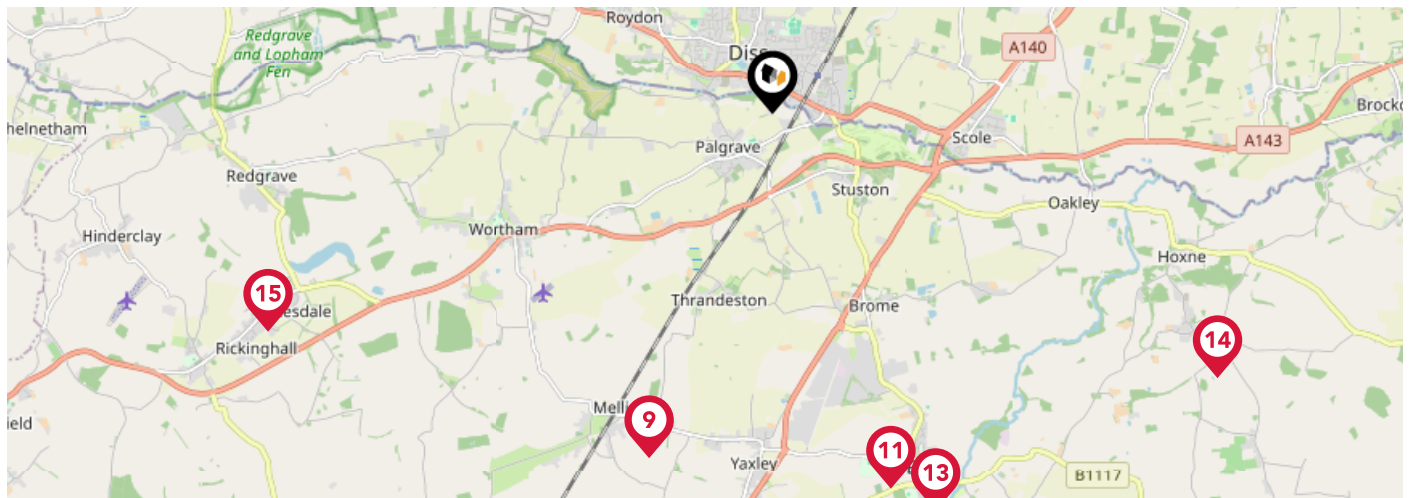 Roydon
Redgrave
and Lopham
Fen
Diss
A140
Brockd
helnetham
Scole
A143
Palgrave
Redgrave
Stuston
Oakley
Wortham
Hinderclay
Hoxne
15
esdale
Thrandeston
Brome
14
Rickinghall
Melli
9
ield
11
Yaxley
13
B1117